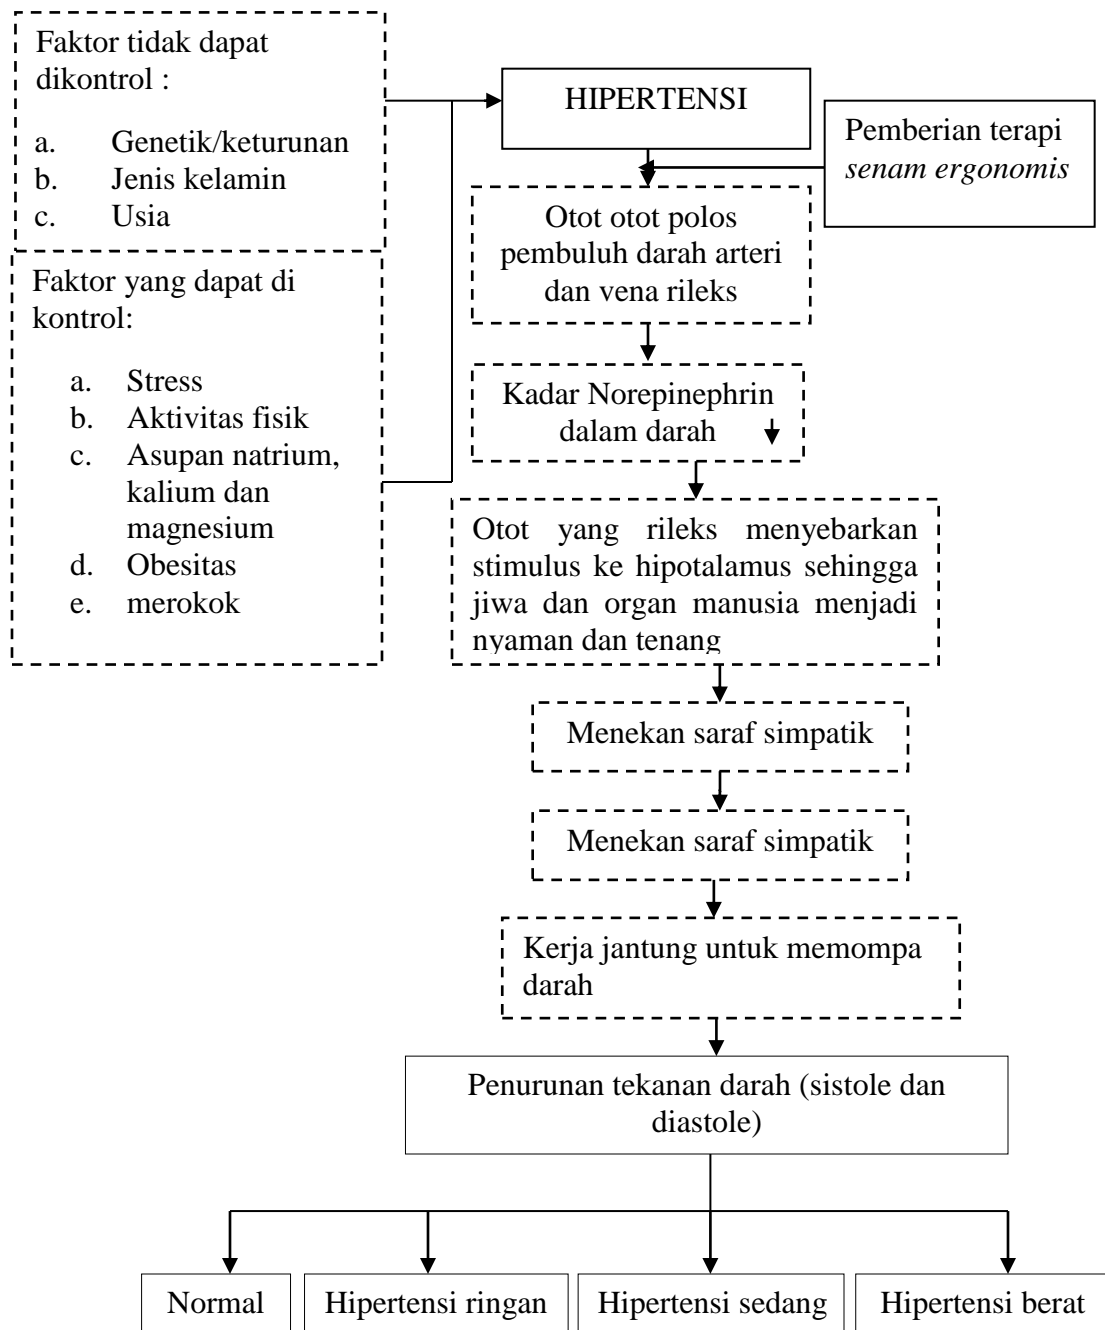 Faktor tidak dapat
dikontrol :
a. Genetik/keturunan
b. Jenis kelamin
c. Usia
Faktor yang dapat di
kontrol:
a. Stress
b. Aktivitas fisik
c. Asupan natrium,
kalium dan
magnesium
d. Obesitas
e. merokok
HIPERTENSI
Pemberian terapi
senam ergonomis
Otot otot polos
pembuluh darah arteri
dan vena rileks
Kadar Norepinephrin
dalam darah
Otot yang rileks menyebarkan
stimulus ke hipotalamus sehingga
jiwa dan organ manusia menjadi
nyaman dan tenang
Menekan saraf simpatik
Menekan saraf simpatik
Kerja jantung untuk memompa
darah
Penurunan tekanan darah (sistole dan
diastole)
Normal
Hipertensi ringan
Hipertensi sedang
Hipertensi berat